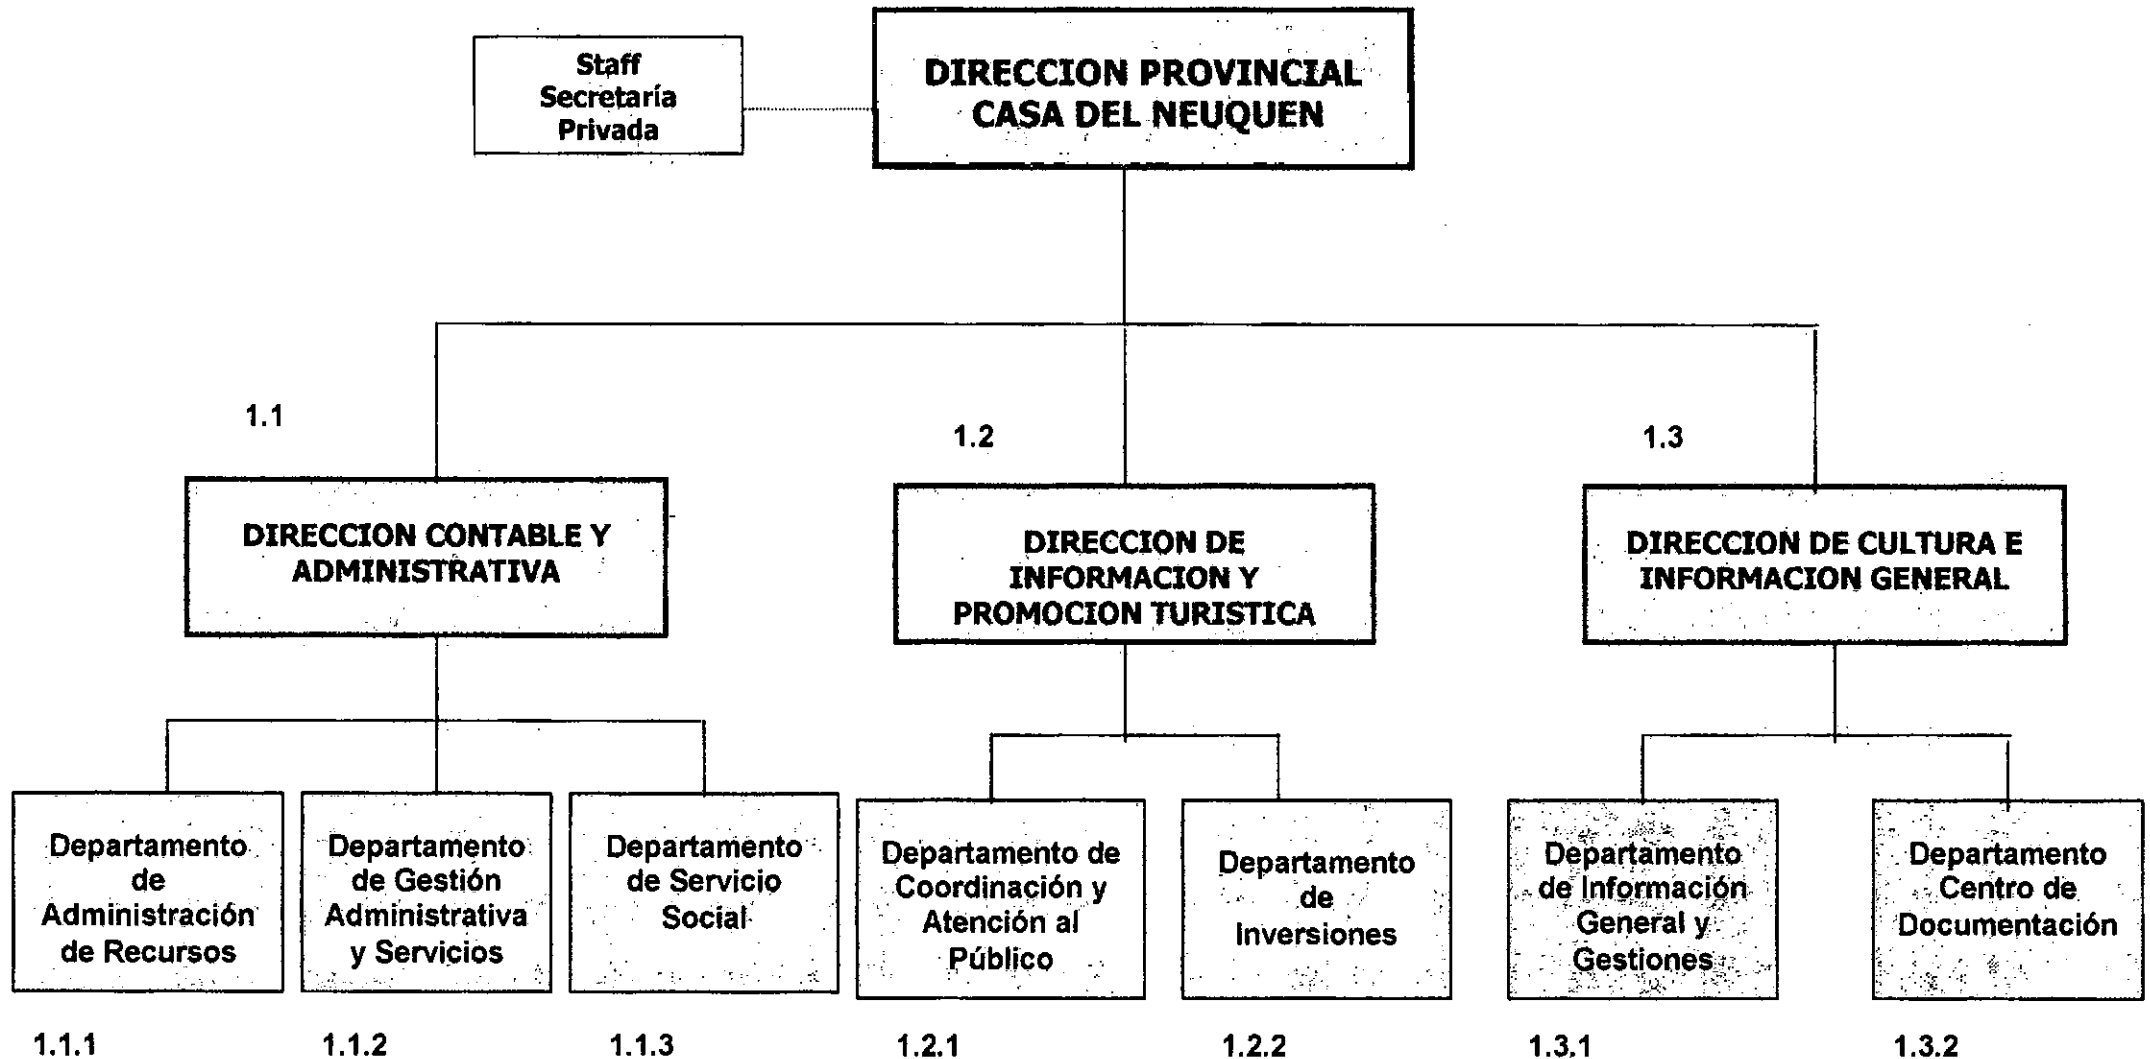 Staff
Secretaría
Privada
DIRECCION PROVINCIAL
CASA DEL NEUQUEN
1.1
1.2
1.3
DIRECCION CONTABLE Y
ADMINISTRATIVA
DIRECCION DE
INFORMACION Y
PROMOCION TURISTICA
DIRECCION DE CULTURA E
INFORMACION GENERAL
Departamento
de
Administración
de Recursos
Departamento
de Gestión
Administrativa
y Servicios
Departamento
de Servicio
Social
Departamento de
Coordinación y
Atención al
Público
Departamento
de
Inversiones
Departamento
de Información
General y
Gestiones
Departamento
Centro de
Documentación
1.1.1
1.1.2
1.1.3
1.2.1
1.2.2
1.3.1
1.3.2